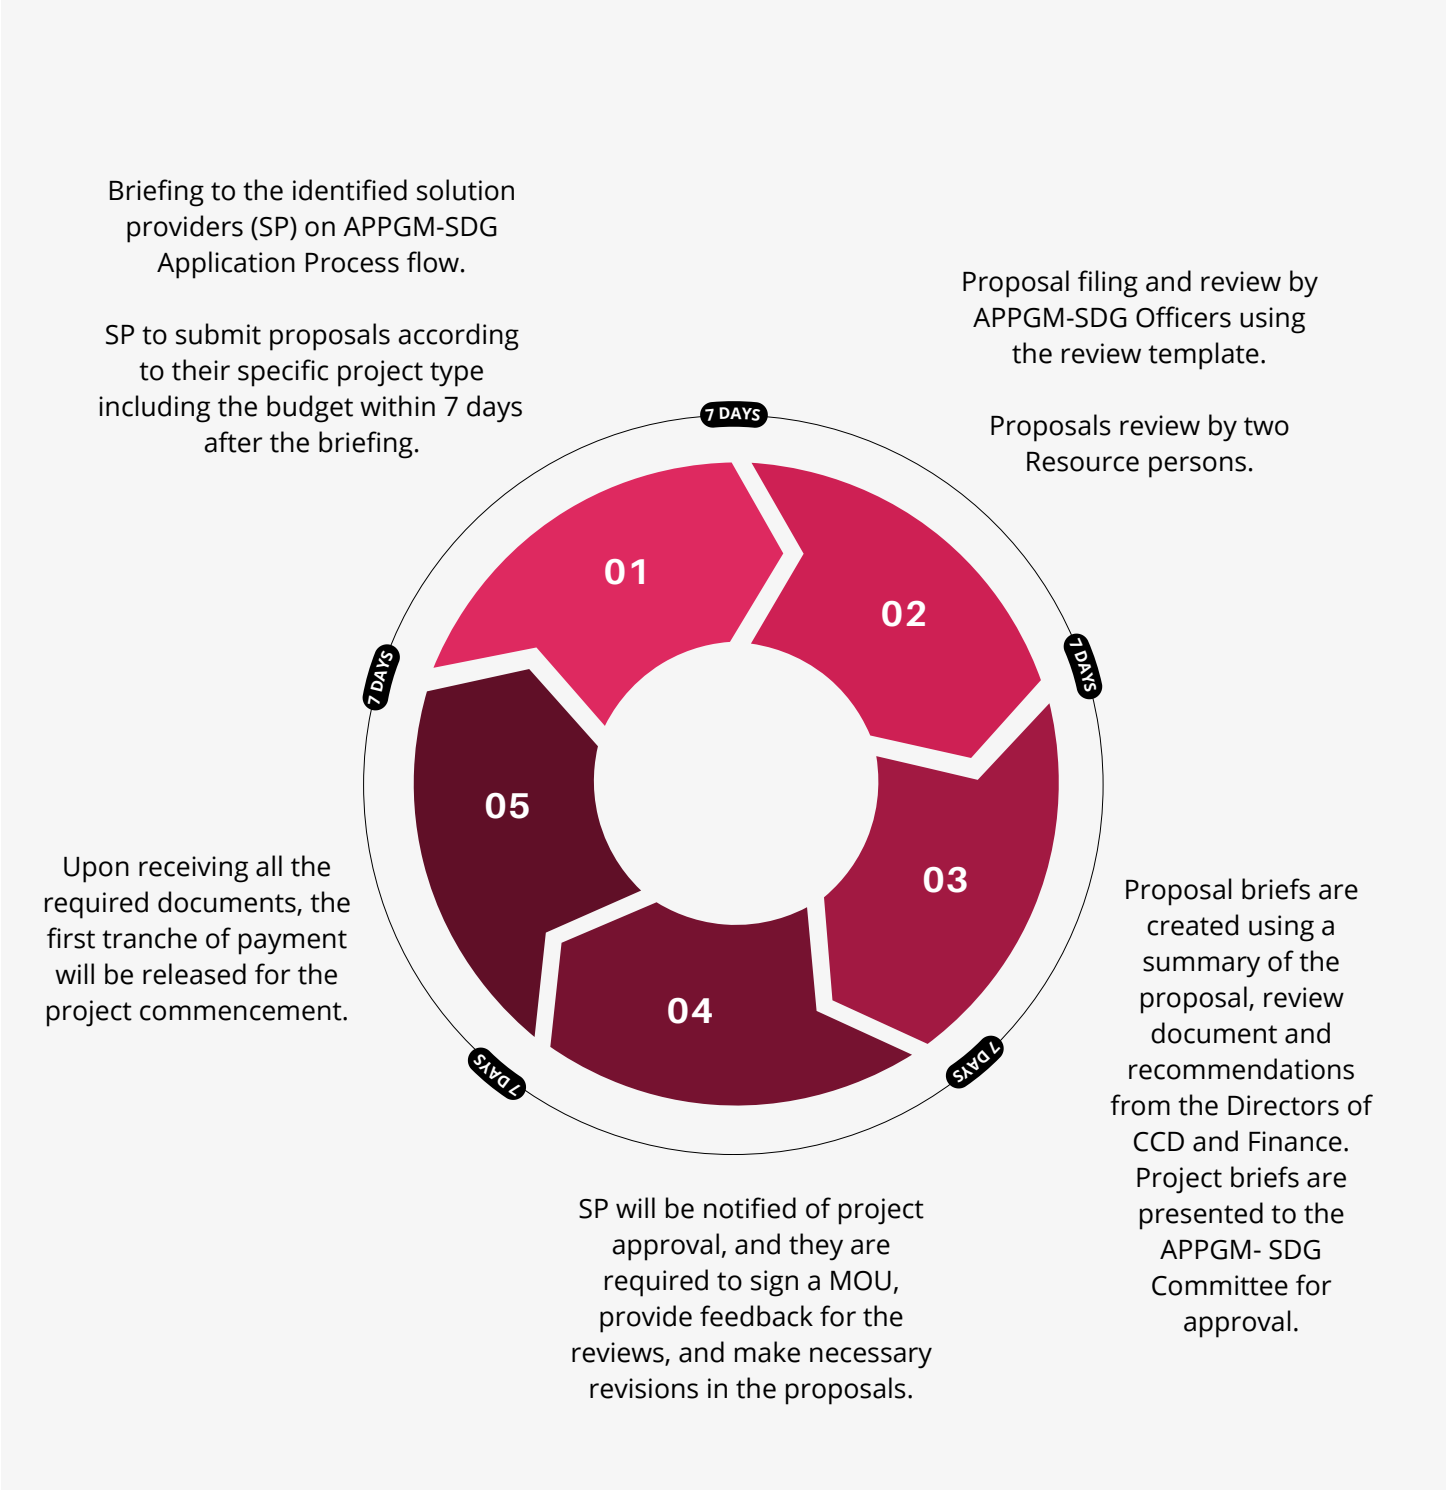 Briefing to the identified solution
providers (SP) on APPGM-SDG
Application Process flow.
SP to submit proposals according
to their specific project type
including the budget within 7 days
after the briefing.
Proposal filing and review by
APPGM-SDG Officers using
the review template.
Proposals review by two
Resource persons.
7 DAYS
01
02
7 DAYS
7 DAYS
05
03
04
7 DAYS
7 DAYS
Upon receiving all the
required documents, the
first tranche of payment
will be released for the
project commencement.
Proposal briefs are
created using a
summary of the
proposal, review
document and
recommendations
from the Directors of
CCD and Finance.
Project briefs are
presented to the
APPGM- SDG
Committee for
approval.
SP will be notified of project
approval, and they are
required to sign a MOU,
provide feedback for the
reviews, and make necessary
revisions in the proposals.